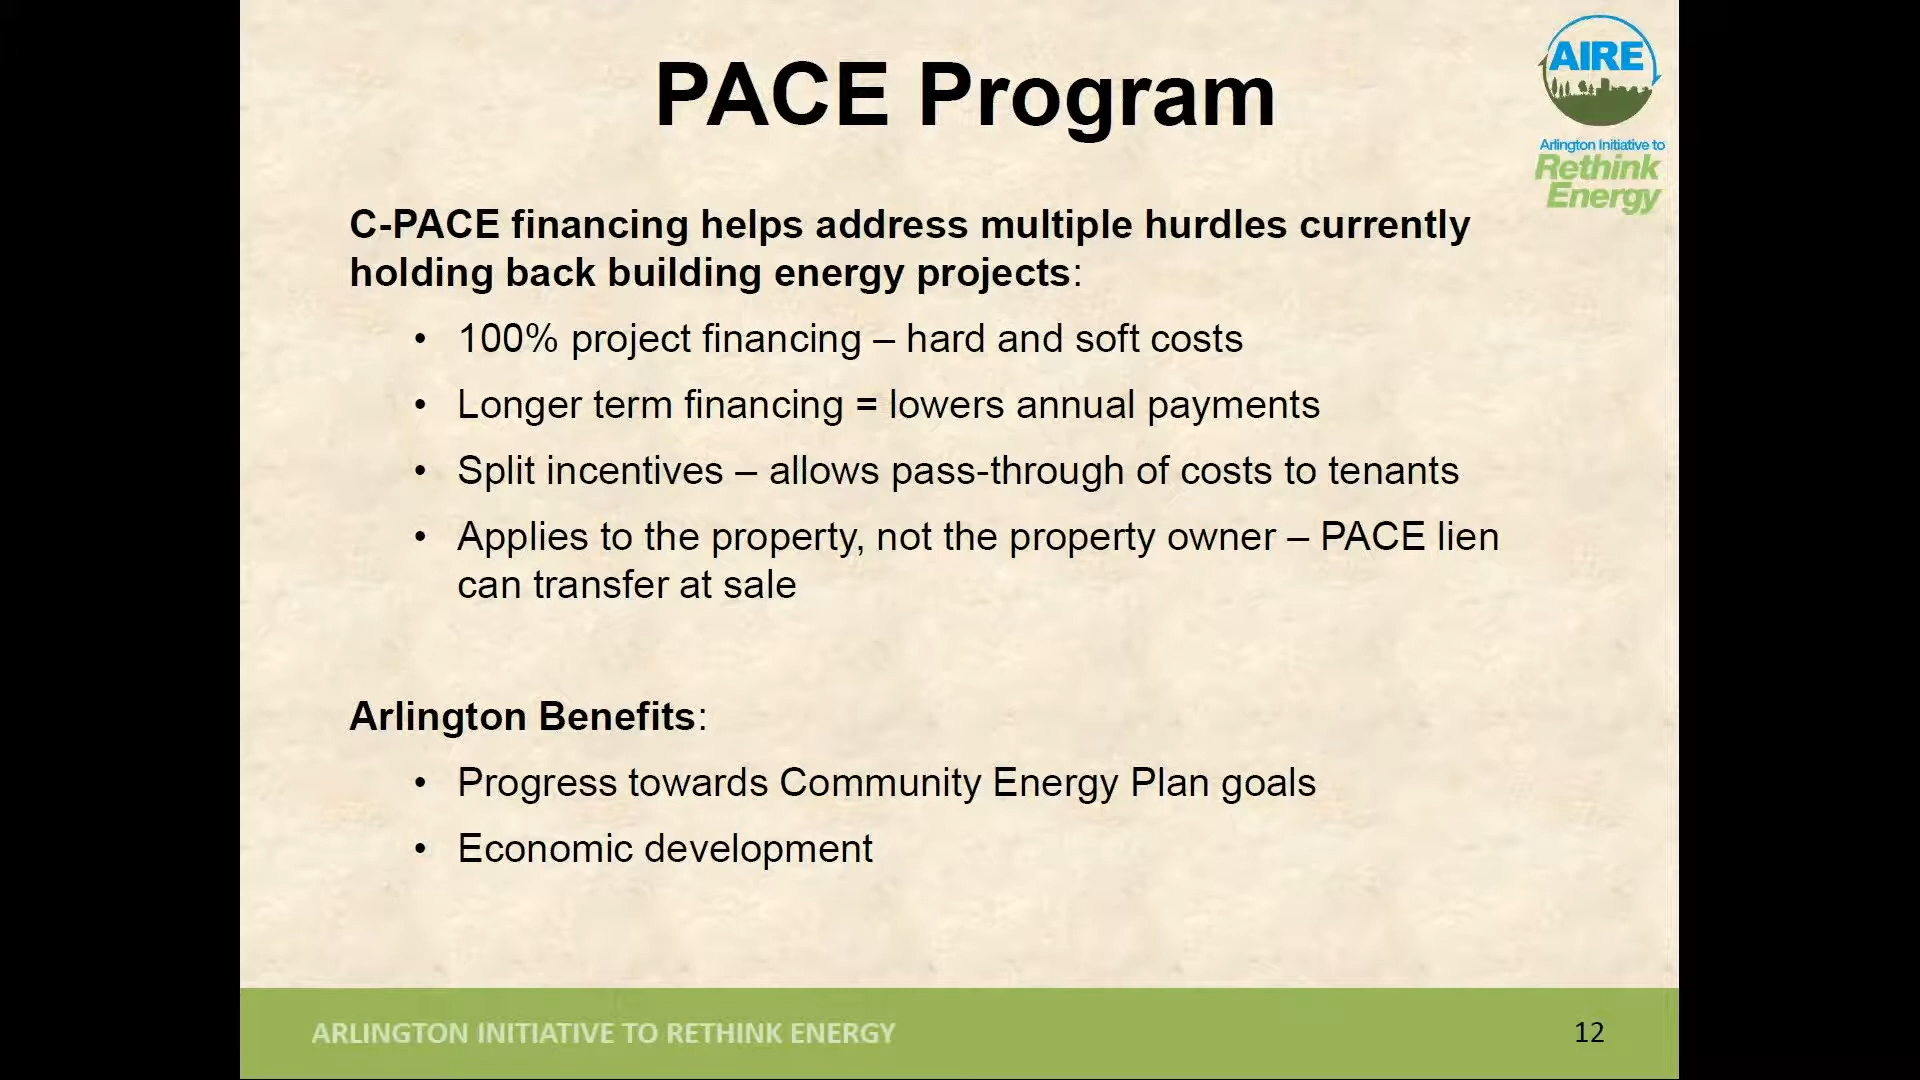 PACE Program
AIRE
Arlington Initiative to
Rethink
Energy
C-PACE financing helps address multiple hurdles currently
holding back building energy projects:
• 100% project financing – hard and soft costs
• Longer term financing = lowers annual payments
• Split incentives – allows pass-through of costs to tenants
• Applies to the property, not the property owner – PACE lien
can transfer at sale
Arlington Benefits:
• Progress towards Community Energy Plan goals
• Economic development
ARLINGTON INITIATIVE TO RETHINK ENERGY
12